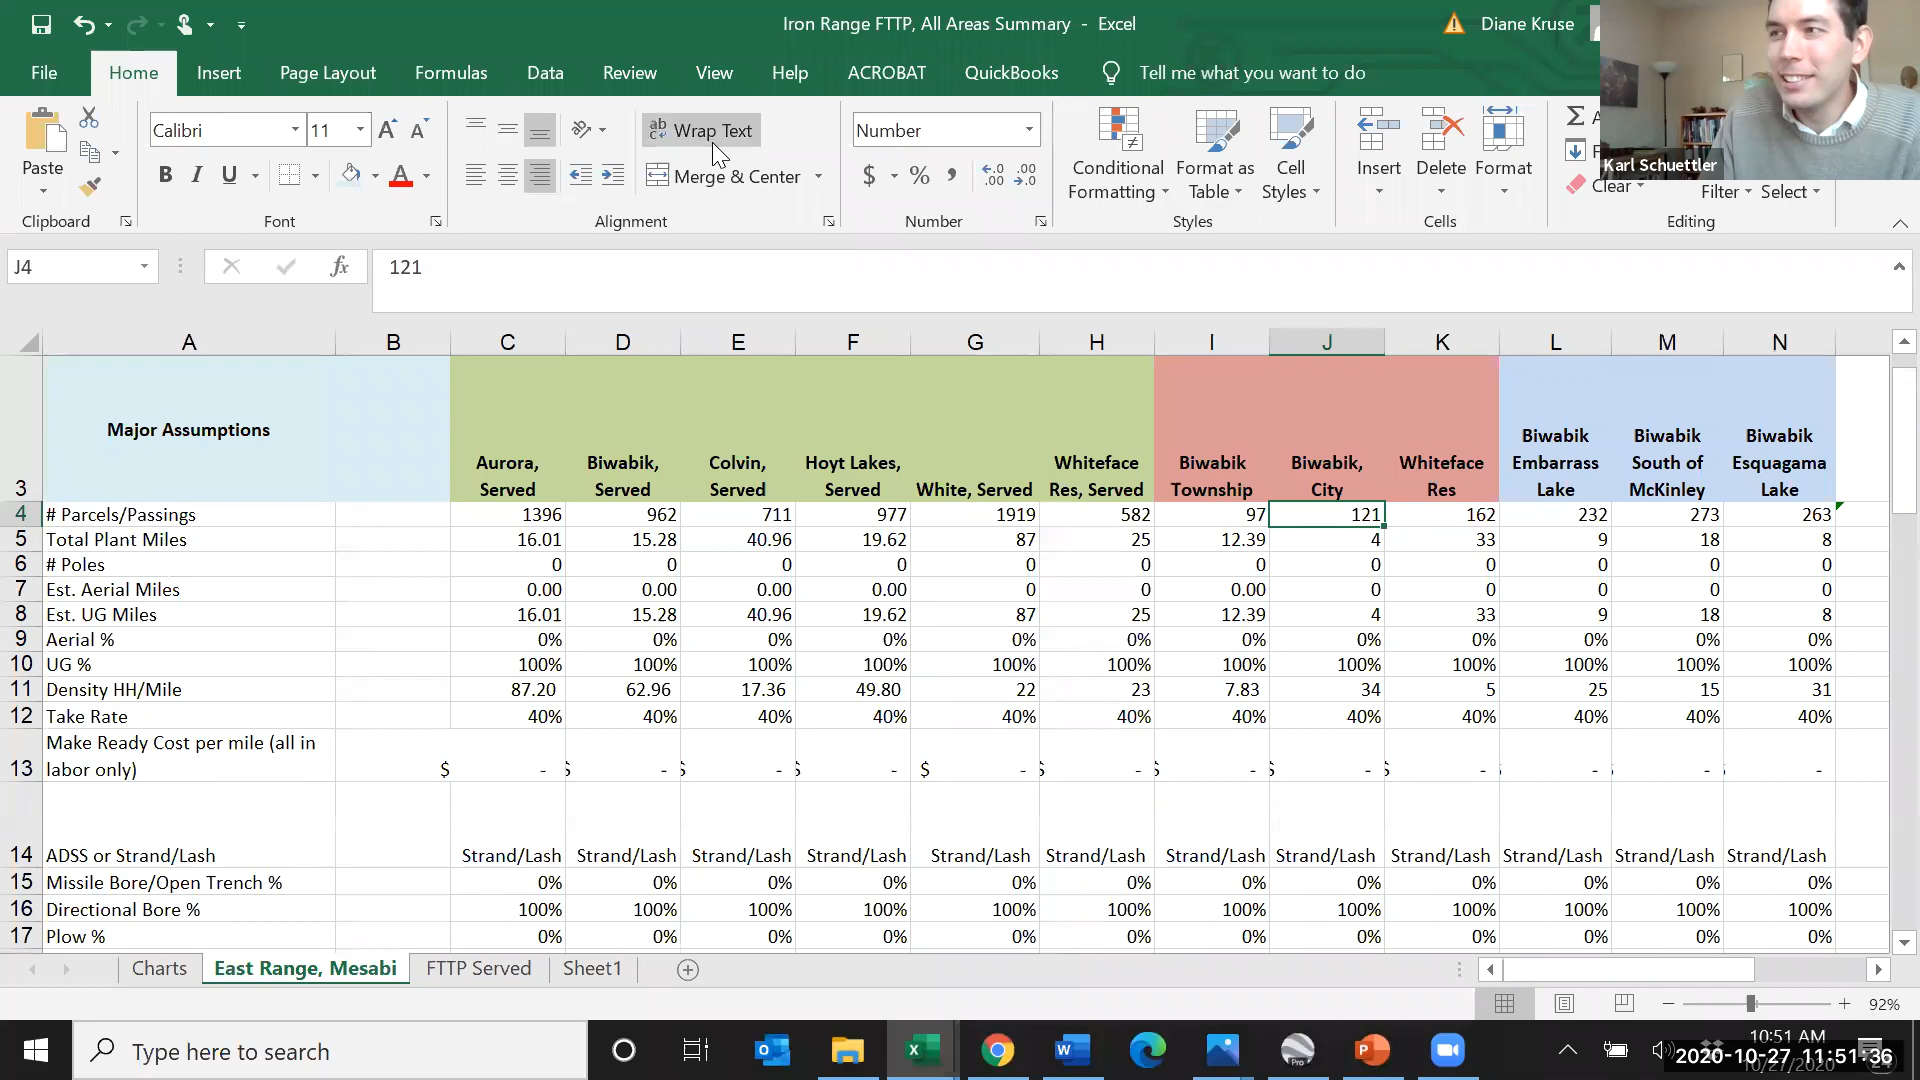 Iron Range FTTP, All Areas Summary - Excel
Diane Kruse
File Home Insert Page Layout Formulas Data Review View Help ACROBAT QuickBooks Tell me what you want to do
Paste
Clipboard
Calibri 11
B I U
Font
Wrap Text
Merge & Center
Alignment
Number
$ % ,
Number
Conditional Formatting
Format as Table
Cell Styles
Styles
Insert Delete Format
Cells
Clear
Filter Select
Editing
Karl Schuettler
J4 fx 121
A B C D E F G H I J K L M N
3 Major Assumptions Aurora, Served Biwabik, Served Colvin, Served Hoyt Lakes, Served White, Served Whiteface Res, Served Biwabik Township Biwabik, City Whiteface Res Biwabik Embarrass Lake Biwabik South of McKinley Biwabik Esquagama Lake
4 # Parcels/Passings 1396 962 711 977 1919 582 97 121 162 232 273 263
5 Total Plant Miles 16.01 15.28 40.96 19.62 87 25 12.39 4 33 9 18 8
6 # Poles 0 0 0 0 0 0 0 0 0 0 0 0
7 Est. Aerial Miles 0.00 0.00 0.00 0.00 0 0 0.00 0 0 0 0 0
8 Est. UG Miles 16.01 15.28 40.96 19.62 87 25 12.39 4 33 9 18 8
9 Aerial % 0% 0% 0% 0% 0% 0% 0% 0% 0% 0% 0% 0%
10 UG % 100% 100% 100% 100% 100% 100% 100% 100% 100% 100% 100% 100%
11 Density HH/Mile 87.20 62.96 17.36 49.80 22 23 7.83 34 5 25 15 31
12 Take Rate 40% 40% 40% 40% 40% 40% 40% 40% 40% 40% 40% 40%
13 Make Ready Cost per mile (all in labor only) $ - $ - $ - $ - $ - $ - $ - $ - $ - - - -
14 ADSS or Strand/Lash Strand/Lash Strand/Lash Strand/Lash Strand/Lash Strand/Lash Strand/Lash Strand/Lash Strand/Lash Strand/Lash Strand/Lash Strand/Lash Strand/Lash
15 Missile Bore/Open Trench % 0% 0% 0% 0% 0% 0% 0% 0% 0% 0% 0% 0%
16 Directional Bore % 100% 100% 100% 100% 100% 100% 100% 100% 100% 100% 100% 100%
17 Plow % 0% 0% 0% 0% 0% 0% 0% 0% 0% 0% 0% 0%
Charts East Range, Mesabi FTTP Served Sheet1
92%
Type here to search
10:51 AM
10/27/2020
2020-10-27 11:51:36